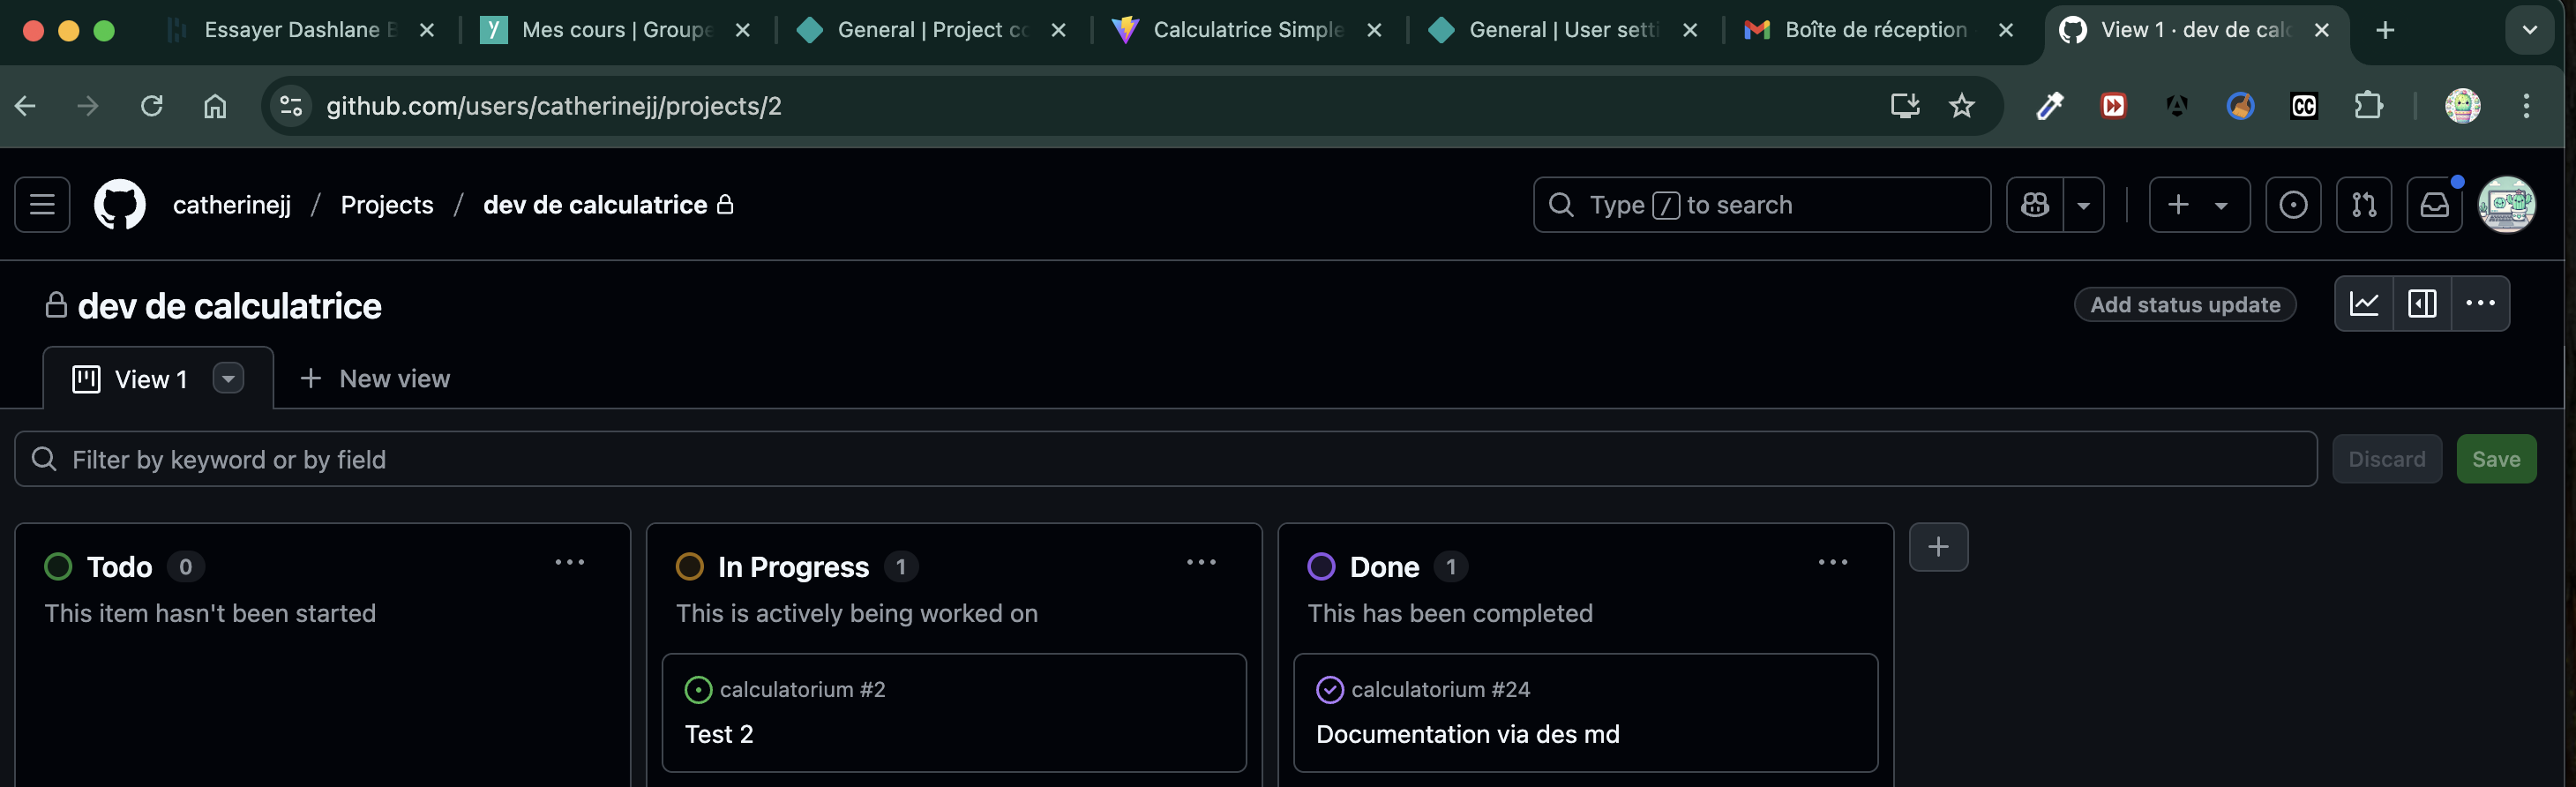 Essayer Dashlane B
Mes cours | Groupe
General | Project co
Calculatrice Simple
General | User setti
Boîte de réception
View 1 · dev de calc
github.com/users/catherinejj/projects/2
catherinejj / Projects / dev de calculatrice
Type / to search
dev de calculatrice
Add status update
View 1
New view
Filter by keyword or by field
Discard
Save
Todo 0
This item hasn't been started
In Progress 1
This is actively being worked on
calculatorium #2
Test 2
Done 1
This has been completed
calculatorium #24
Documentation via des md